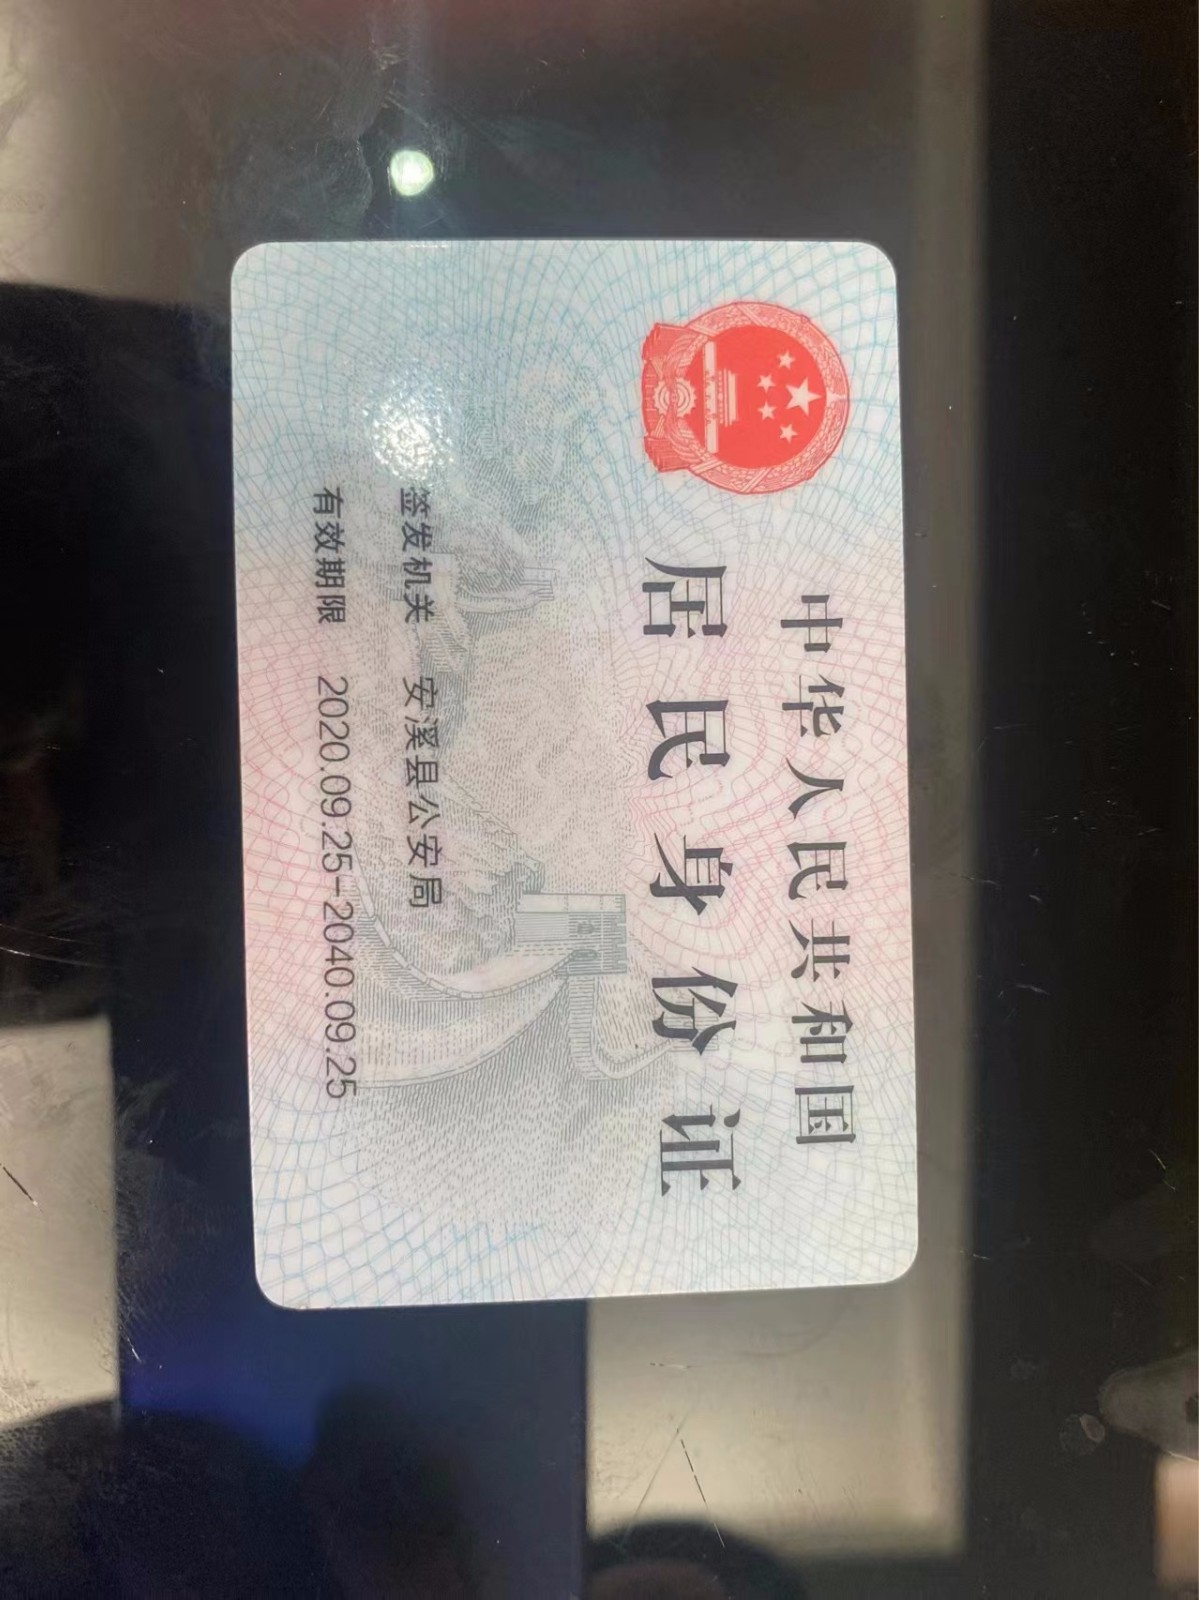 中华人民共和国
居民身份证
签发机关 安溪县公安局
有效期限 2020.09.25-2040.09.25